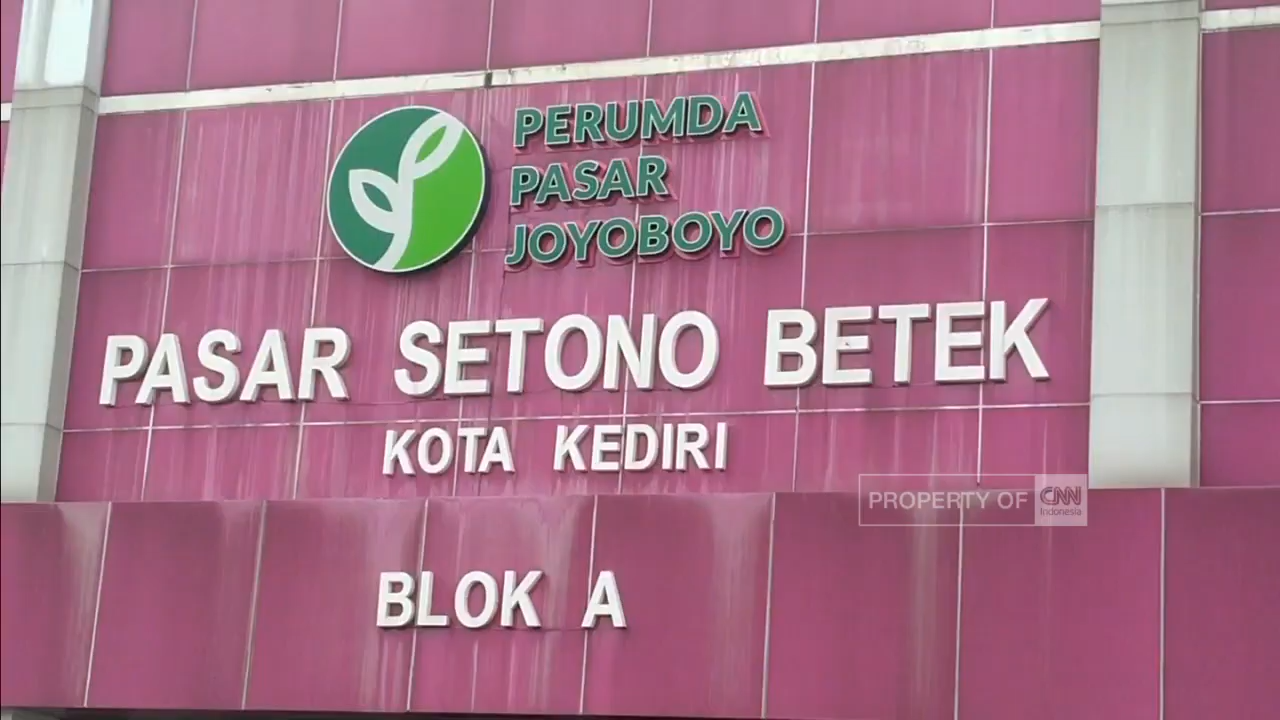 PERUMDA
PASAR
JOYOBOYO
PASAR SETONO BETEK
KOTA KEDIRI
PROPERTY OF CNN Indonesia
BLOK A